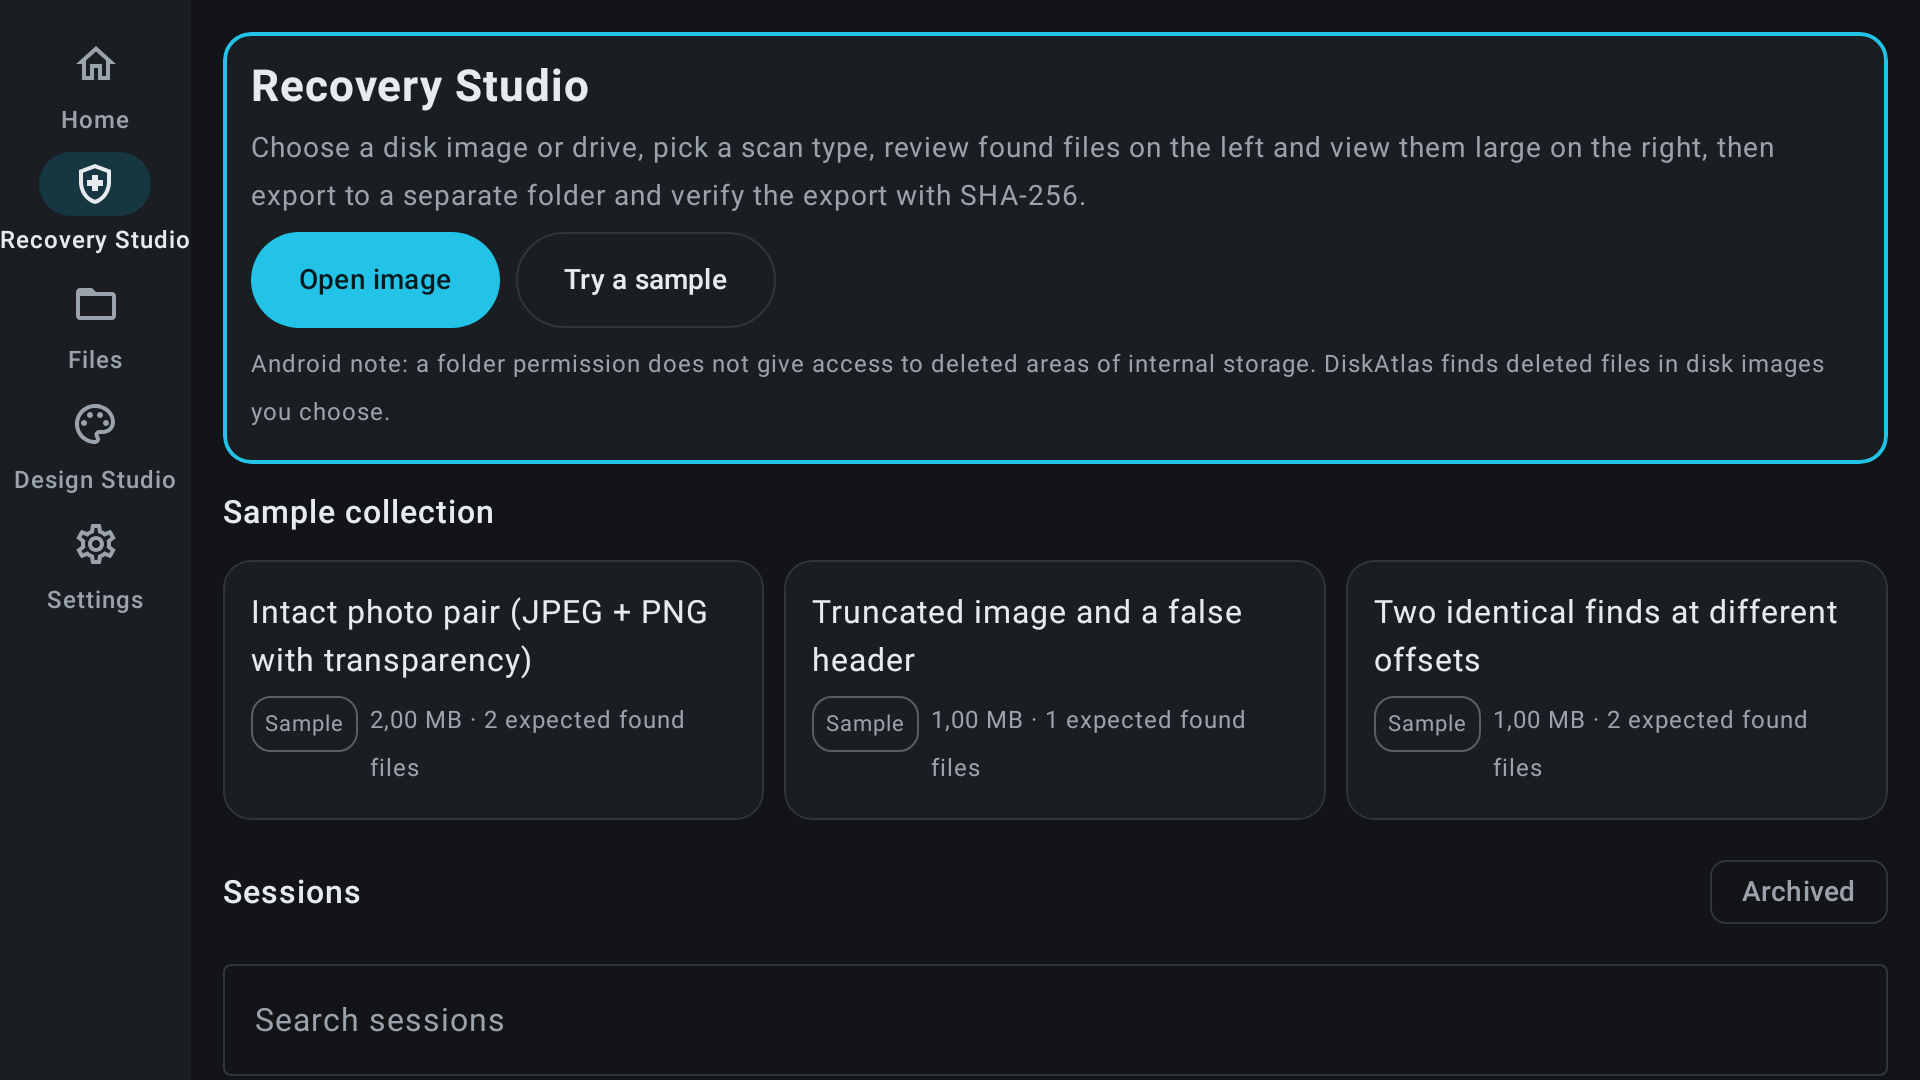 Home
Recovery Studio
Files
Design Studio
Settings
Recovery Studio
Choose a disk image or drive, pick a scan type, review found files on the left and view them large on the right, then
export to a separate folder and verify the export with SHA-256.
Open image
Try a sample
Android note: a folder permission does not give access to deleted areas of internal storage. DiskAtlas finds deleted files in disk images
you choose.
Sample collection
Intact photo pair (JPEG + PNG
with transparency)
Sample
2,00 MB · 2 expected found
files
Truncated image and a false
header
Sample
1,00 MB · 1 expected found
files
Two identical finds at different
offsets
Sample
1,00 MB · 2 expected found
files
Sessions
Archived
Search sessions